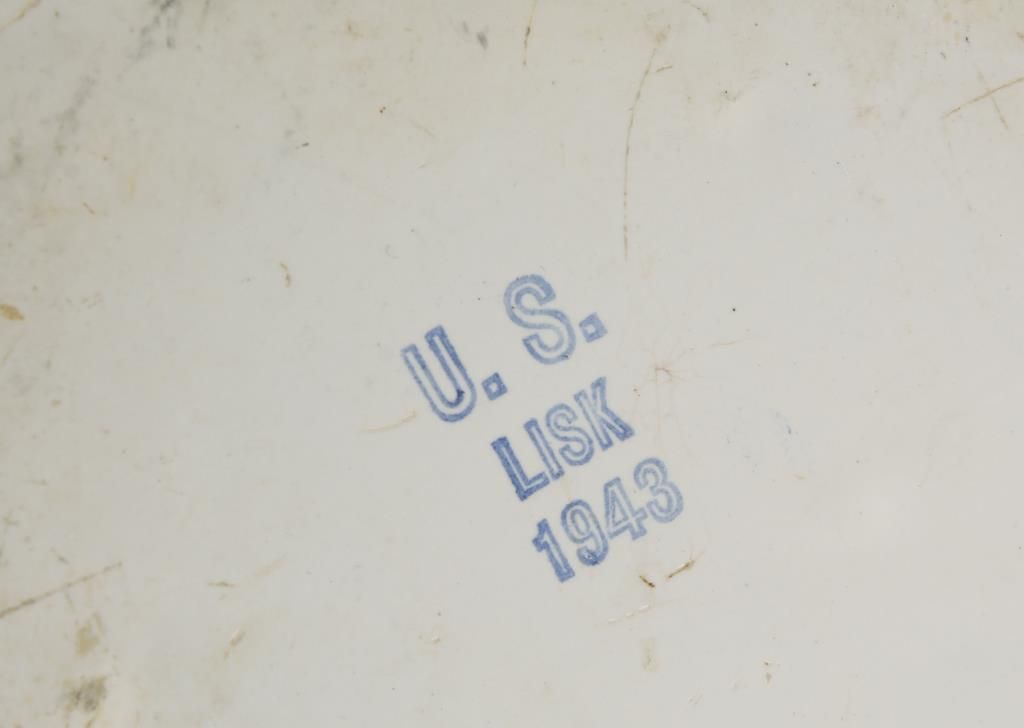 U. S.
LISK
1943